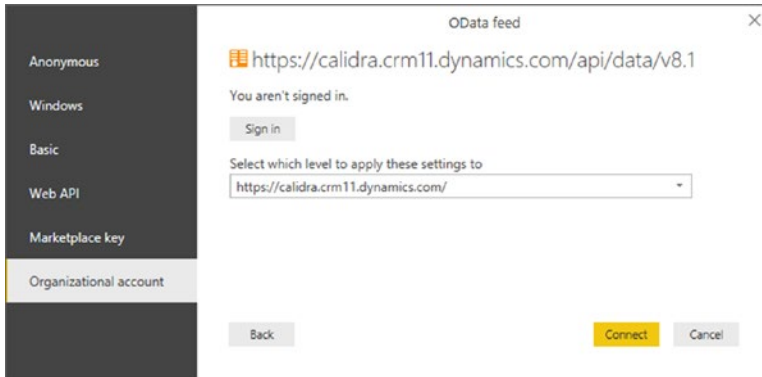 OData feed
Anonymous
Windows
Basic
Web API
Marketplace key
Organizational account
https://calidra.crm11.dynamics.com/api/data/v8.1
You aren't signed in.
Sign in
Select which level to apply these settings to
https://calidra.crm11.dynamics.com/
Back
Connect
Cancel